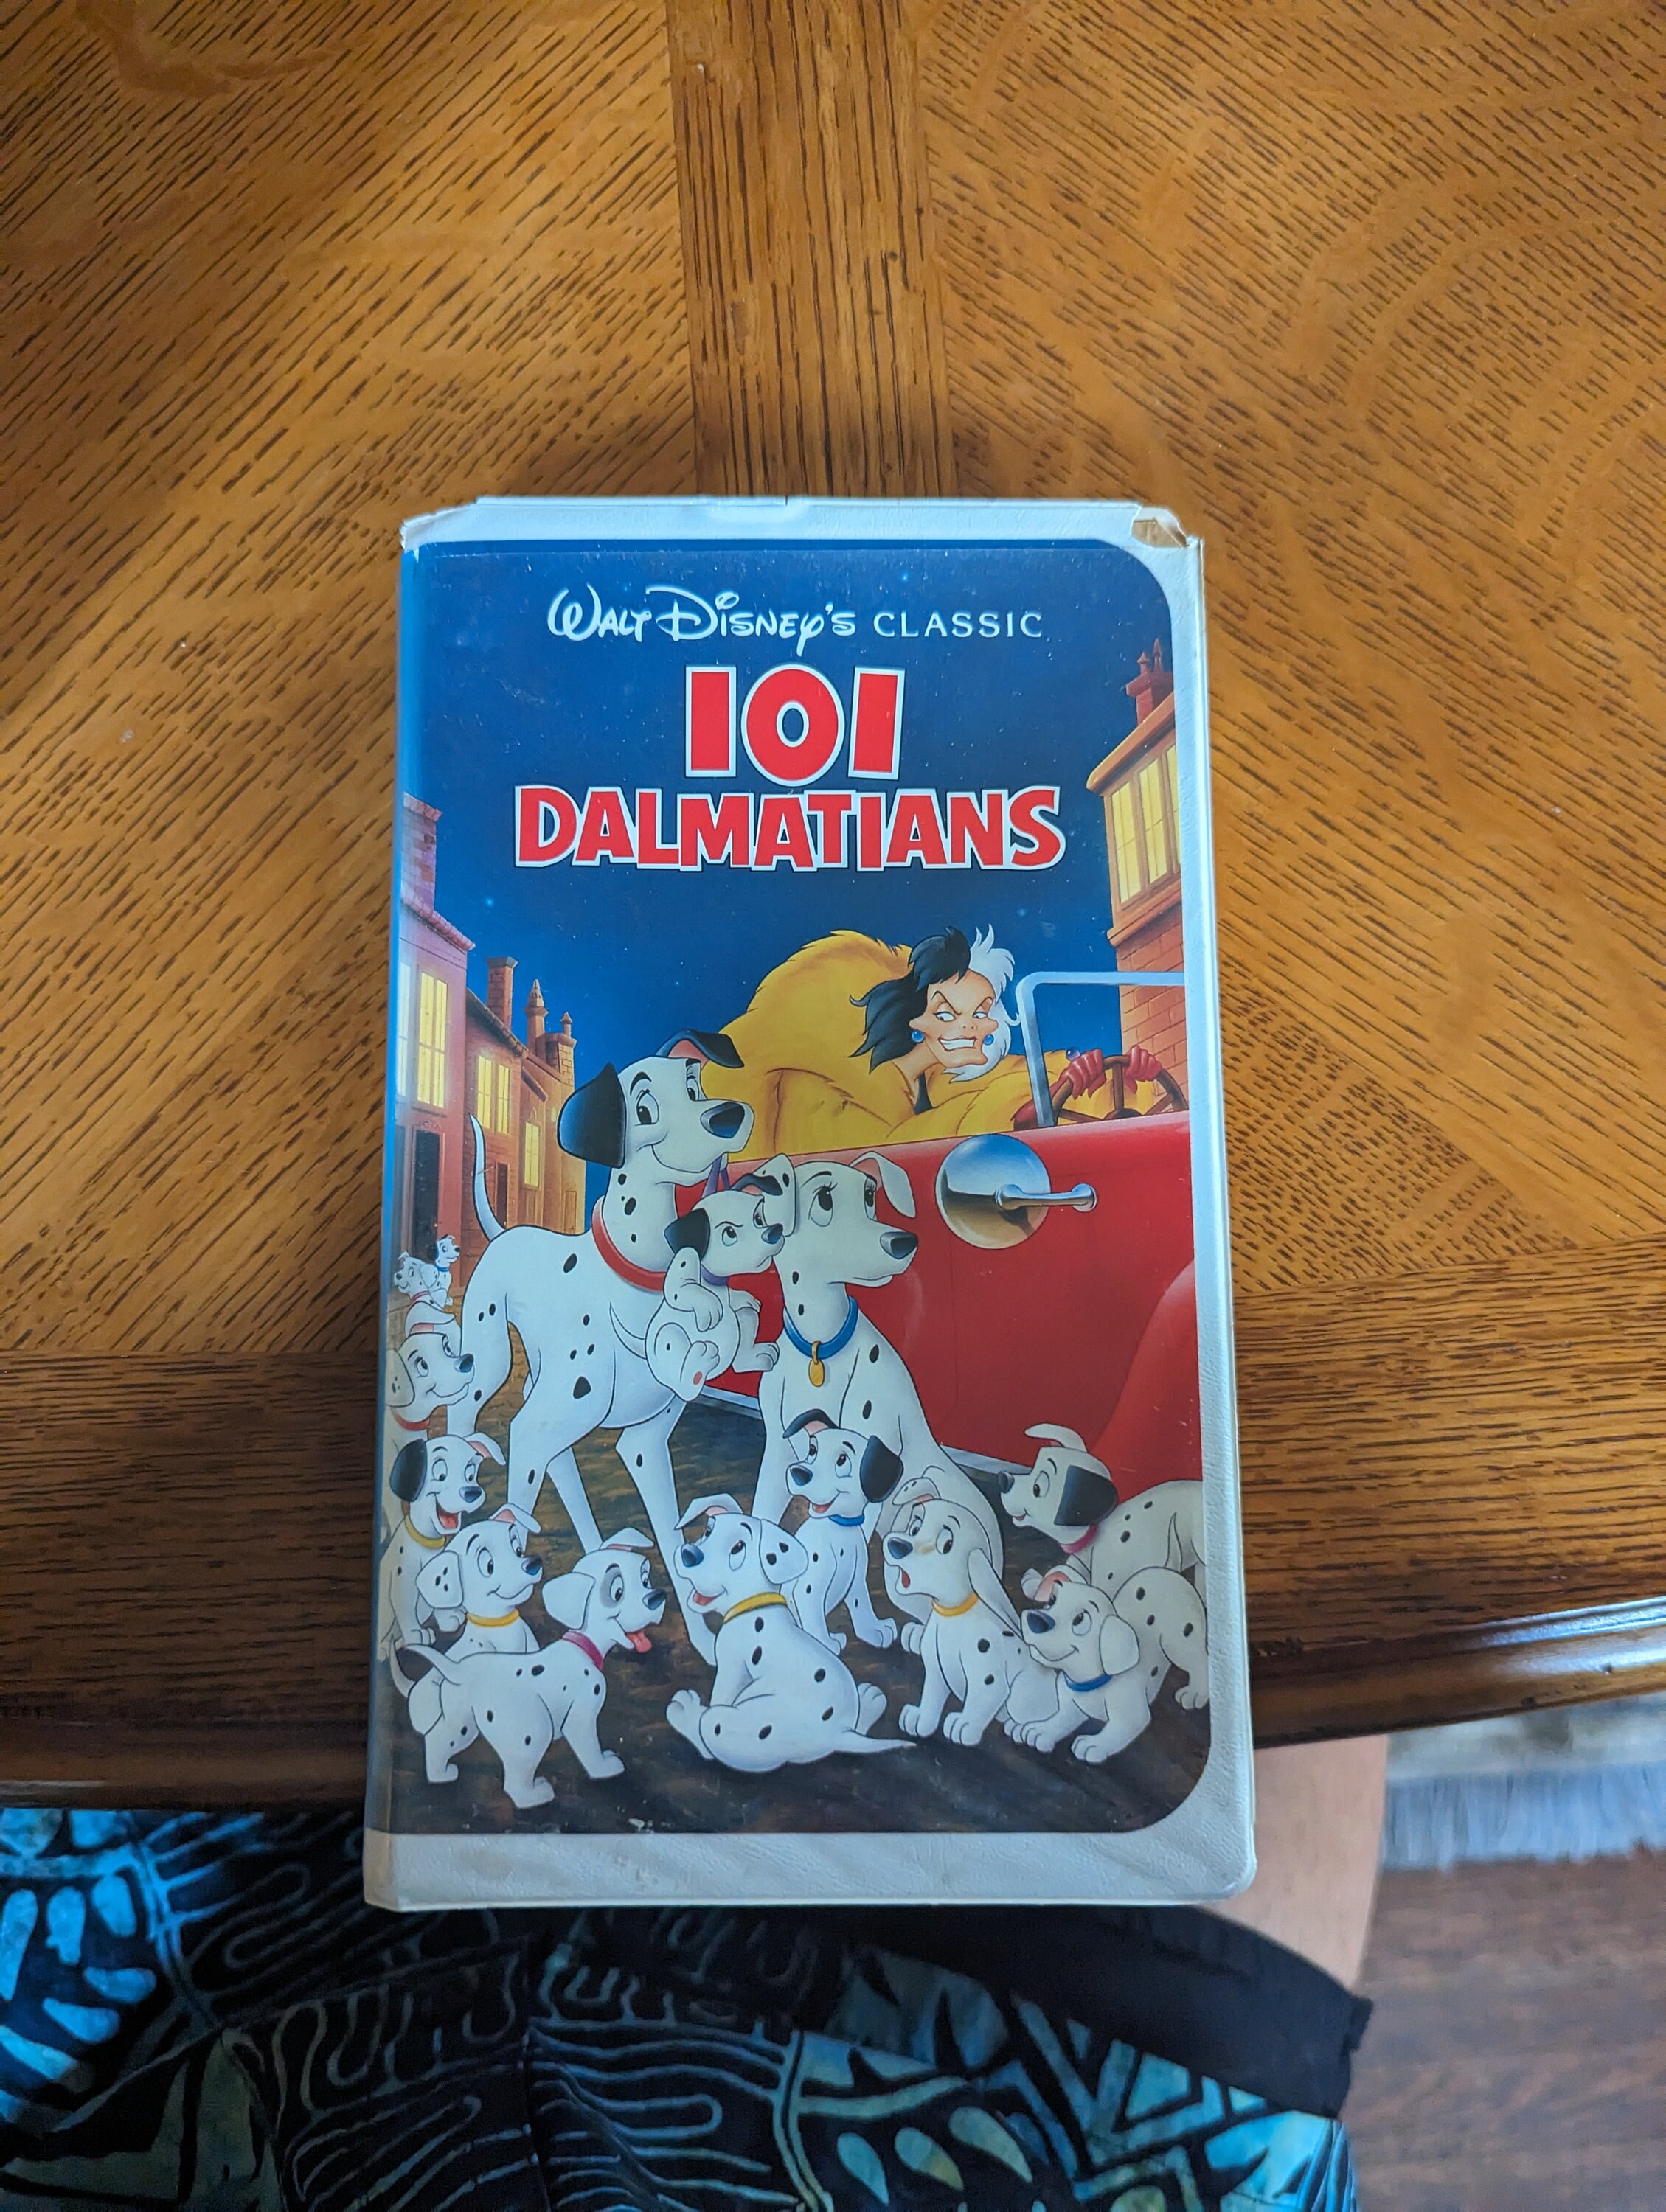 Walt Disney's CLASSIC
101
DALMATIANS